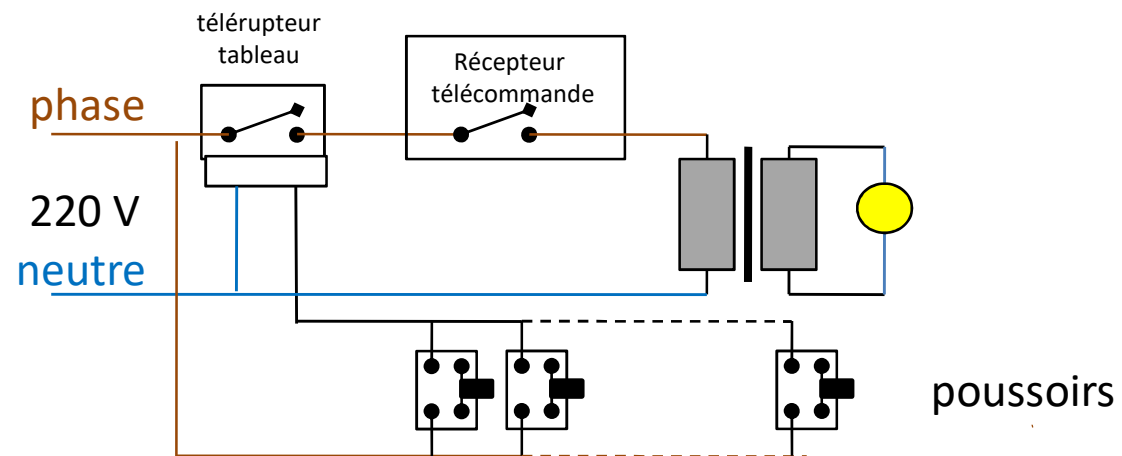 télérupteur
tableau
Récepteur
télécommande
phase
220 V
neutre
poussoirs